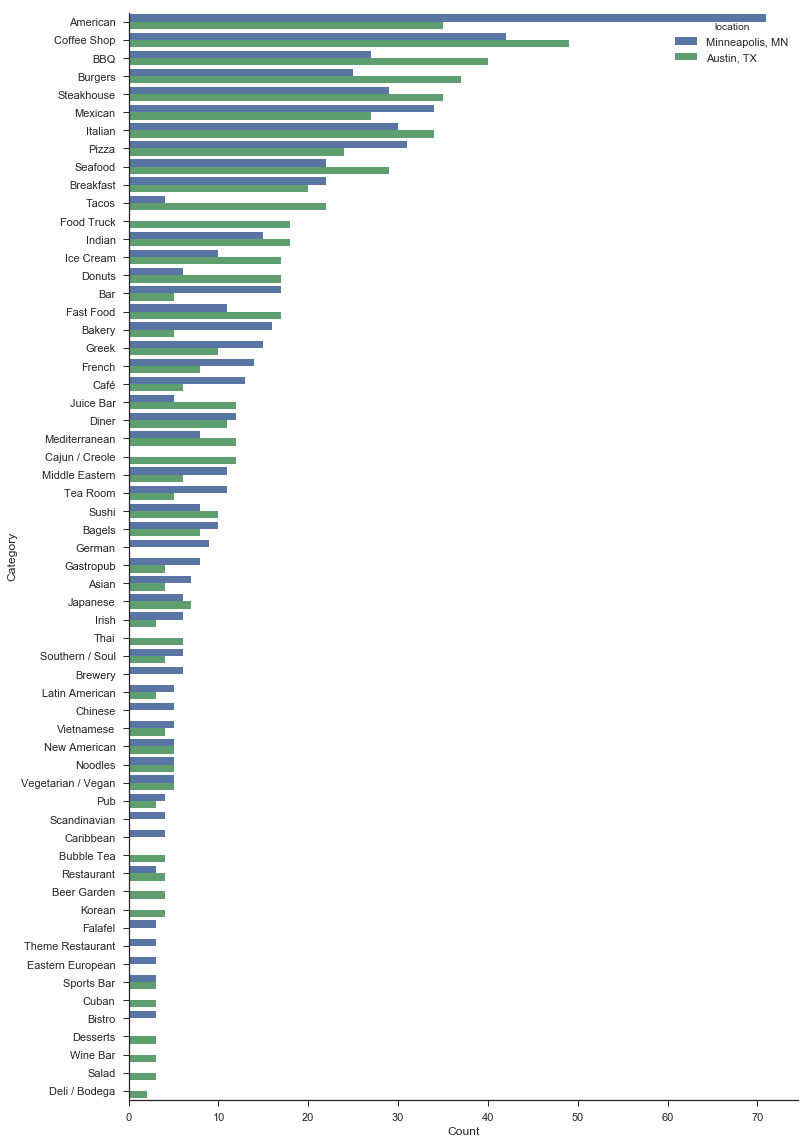 location
Minneapolis, MN
Austin, TX
Category
American
Coffee Shop
BBQ
Burgers
Steakhouse
Mexican
Italian
Pizza
Seafood
Breakfast
Tacos
Food Truck
Indian
Ice Cream
Donuts
Bar
Fast Food
Bakery
Greek
French
Café
Juice Bar
Diner
Mediterranean
Cajun / Creole
Middle Eastern
Tea Room
Sushi
Bagels
German
Gastropub
Asian
Japanese
Irish
Thai
Southern / Soul
Brewery
Latin American
Chinese
Vietnamese
New American
Noodles
Vegetarian / Vegan
Pub
Scandinavian
Caribbean
Bubble Tea
Restaurant
Beer Garden
Korean
Falafel
Theme Restaurant
Eastern European
Sports Bar
Cuban
Bistro
Desserts
Wine Bar
Salad
Deli / Bodega
0 10 20 30 40 50 60 70
Count